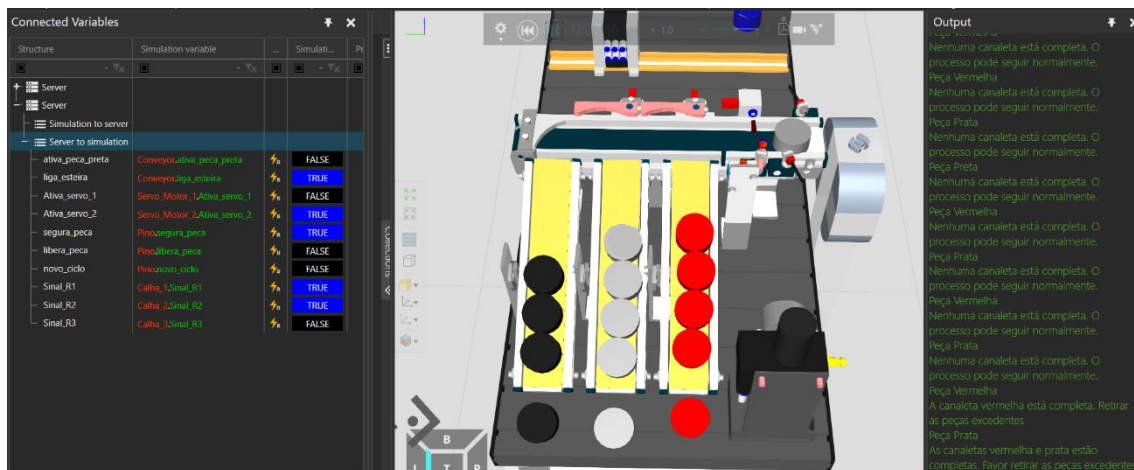 Connected Variables
Structure
Simulation variable
...
Simulati...
Server
Server
Simulation to server
Server to simulation
ativa_peca_preta Conveyor.ativa_peca_preta FALSE
liga_esteira Conveyor.liga_esteira TRUE
Ativa_servo_1 Servo_Motor_1.Ativa_servo_1 FALSE
Ativa_servo_2 Servo_Motor_2.Ativa_servo_2 TRUE
segura_peca Pino.segura_peca TRUE
libera_peca Pino.libera_peca FALSE
novo_ciclo Pino.novo_ciclo FALSE
Sinal_R1 Calha_1.Sinal_R1 TRUE
Sinal_R2 Calha_2.Sinal_R2 TRUE
Sinal_R3 Calha_3.Sinal_R3 FALSE
Collections
1.0
B
T
Output
Peça Vermelha
Nenhuma canaleta está completa. O
processo pode seguir normalmente.
Peça Vermelha
Nenhuma canaleta está completa. O
processo pode seguir normalmente.
Peça Prata
Nenhuma canaleta está completa. O
processo pode seguir normalmente.
Peça Preta
Nenhuma canaleta está completa. O
processo pode seguir normalmente.
Peça Vermelha
Nenhuma canaleta está completa. O
processo pode seguir normalmente.
Peça Prata
Nenhuma canaleta está completa. O
processo pode seguir normalmente.
Peça Vermelha
Nenhuma canaleta está completa. O
processo pode seguir normalmente.
Peça Prata
Nenhuma canaleta está completa. O
processo pode seguir normalmente.
Peça Vermelha
A canaleta vermelha está completa. Retirar
as peças excedentes
Peça Prata
As canaletas vermelha e prata estão
completas. Favor retirar as peças excedentes